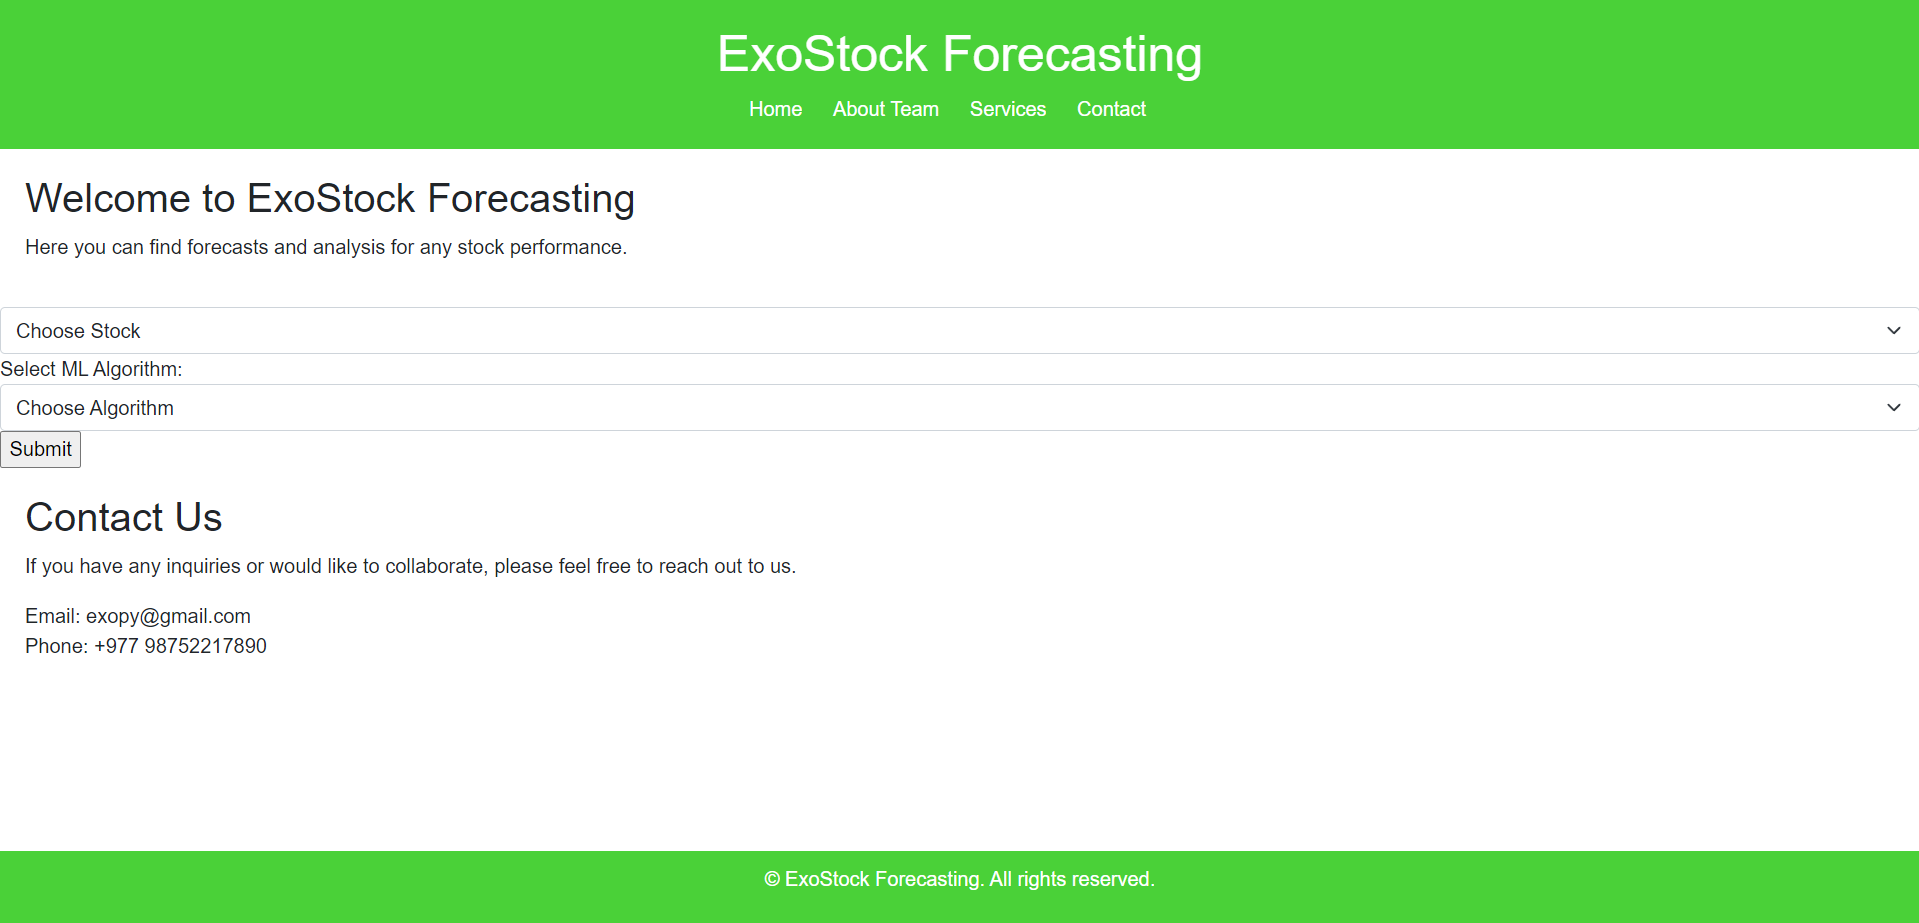 ExoStock Forecasting
Home About Team Services Contact
Welcome to ExoStock Forecasting
Here you can find forecasts and analysis for any stock performance.
Choose Stock
Select ML Algorithm:
Choose Algorithm
Submit
Contact Us
If you have any inquiries or would like to collaborate, please feel free to reach out to us.
Email: exopy@gmail.com
Phone: +977 98752217890
© ExoStock Forecasting. All rights reserved.